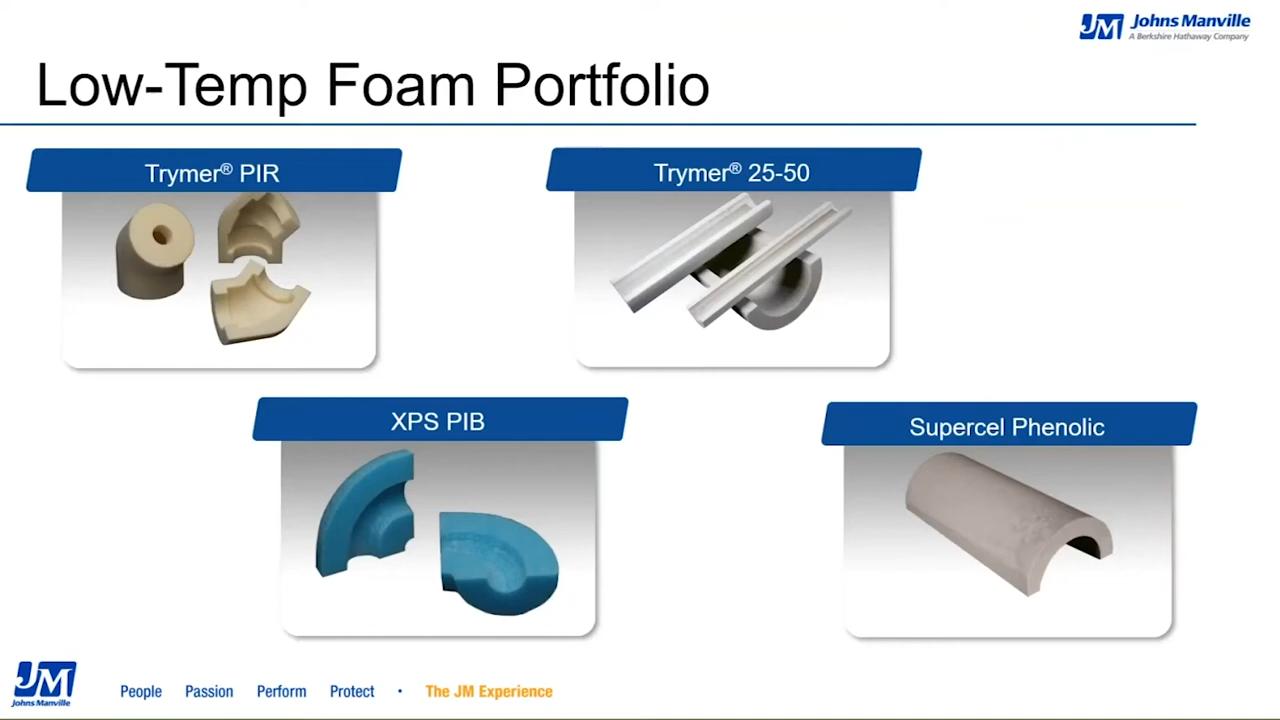 JM Johns Manville
A Berkshire Hathaway Company
Low-Temp Foam Portfolio
Trymer® PIR
Trymer® 25-50
XPS PIB
Supercel Phenolic
JM
Johns Manville
People Passion Perform Protect • The JM Experience